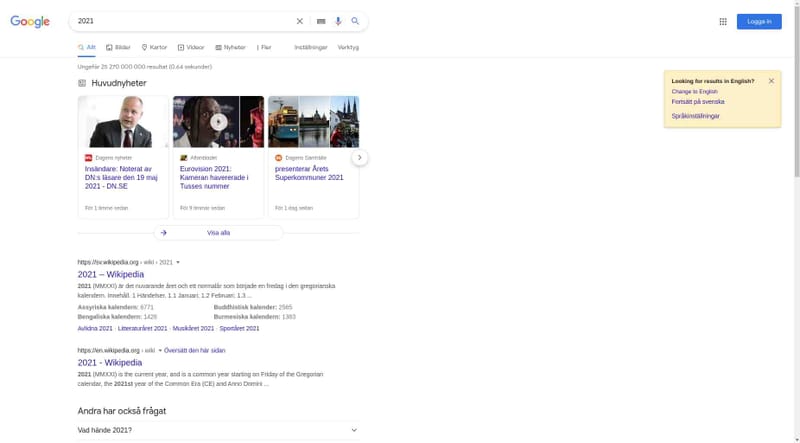 Google
2021
Logga in
Allt
Bilder
Kartor
Videor
Nyheter
Fler
Inställningar
Verktyg
Ungefär 25 270 000 000 resultat (0,64 sekunder)
Huvudnyheter
Dagens nyheter
Insändare: Noterat av
DN:s läsare den 19 maj
2021 - DN.SE
För 1 timme sedan
Aftonbladet
Eurovision 2021:
Kameran havererade i
Tusses nummer
För 9 timmar sedan
Dagens Samhälle
presenterar Årets
Superkommuner 2021
För 1 dag sedan
Visa alla
Looking for results in English?
Change to English
Fortsätt på svenska
Språkinställningar
https://sv.wikipedia.org › wiki › 2021
2021 – Wikipedia
2021 (MMXXI) är det nuvarande året och ett normalår som började en fredag i den gregorianska
kalendern. Innehåll. 1 Händelser. 1.1 Januari; 1.2 Februari; 1.3 ...
Assyriska kalendern: 6771
Buddhistisk kalender: 2565
Bengaliska kalendern: 1428
Burmesiska kalendern: 1383
Avlidna 2021 · Litteraturåret 2021 · Musikåret 2021 · Sportåret 2021
https://en.wikipedia.org › wiki
Översätt den här sidan
2021 - Wikipedia
2021 (MMXXI) is the current year, and is a common year starting on Friday of the Gregorian
calendar, the 2021st year of the Common Era (CE) and Anno Domini ...
Andra har också frågat
Vad hände 2021?